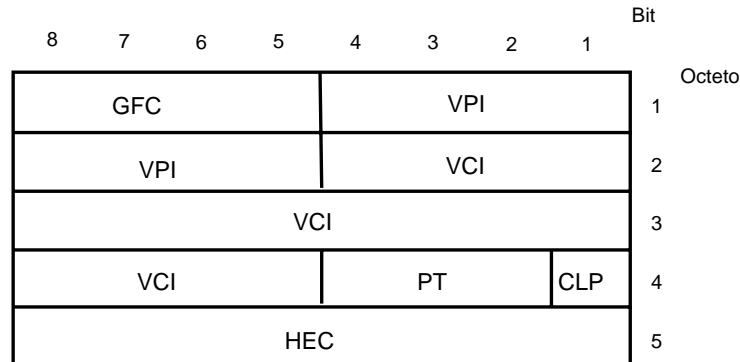 Bit
8 7 6 5 4 3 2 1
Octeto
GFC VPI 1
VPI VCI 2
VCI 3
VCI PT CLP 4
HEC 5